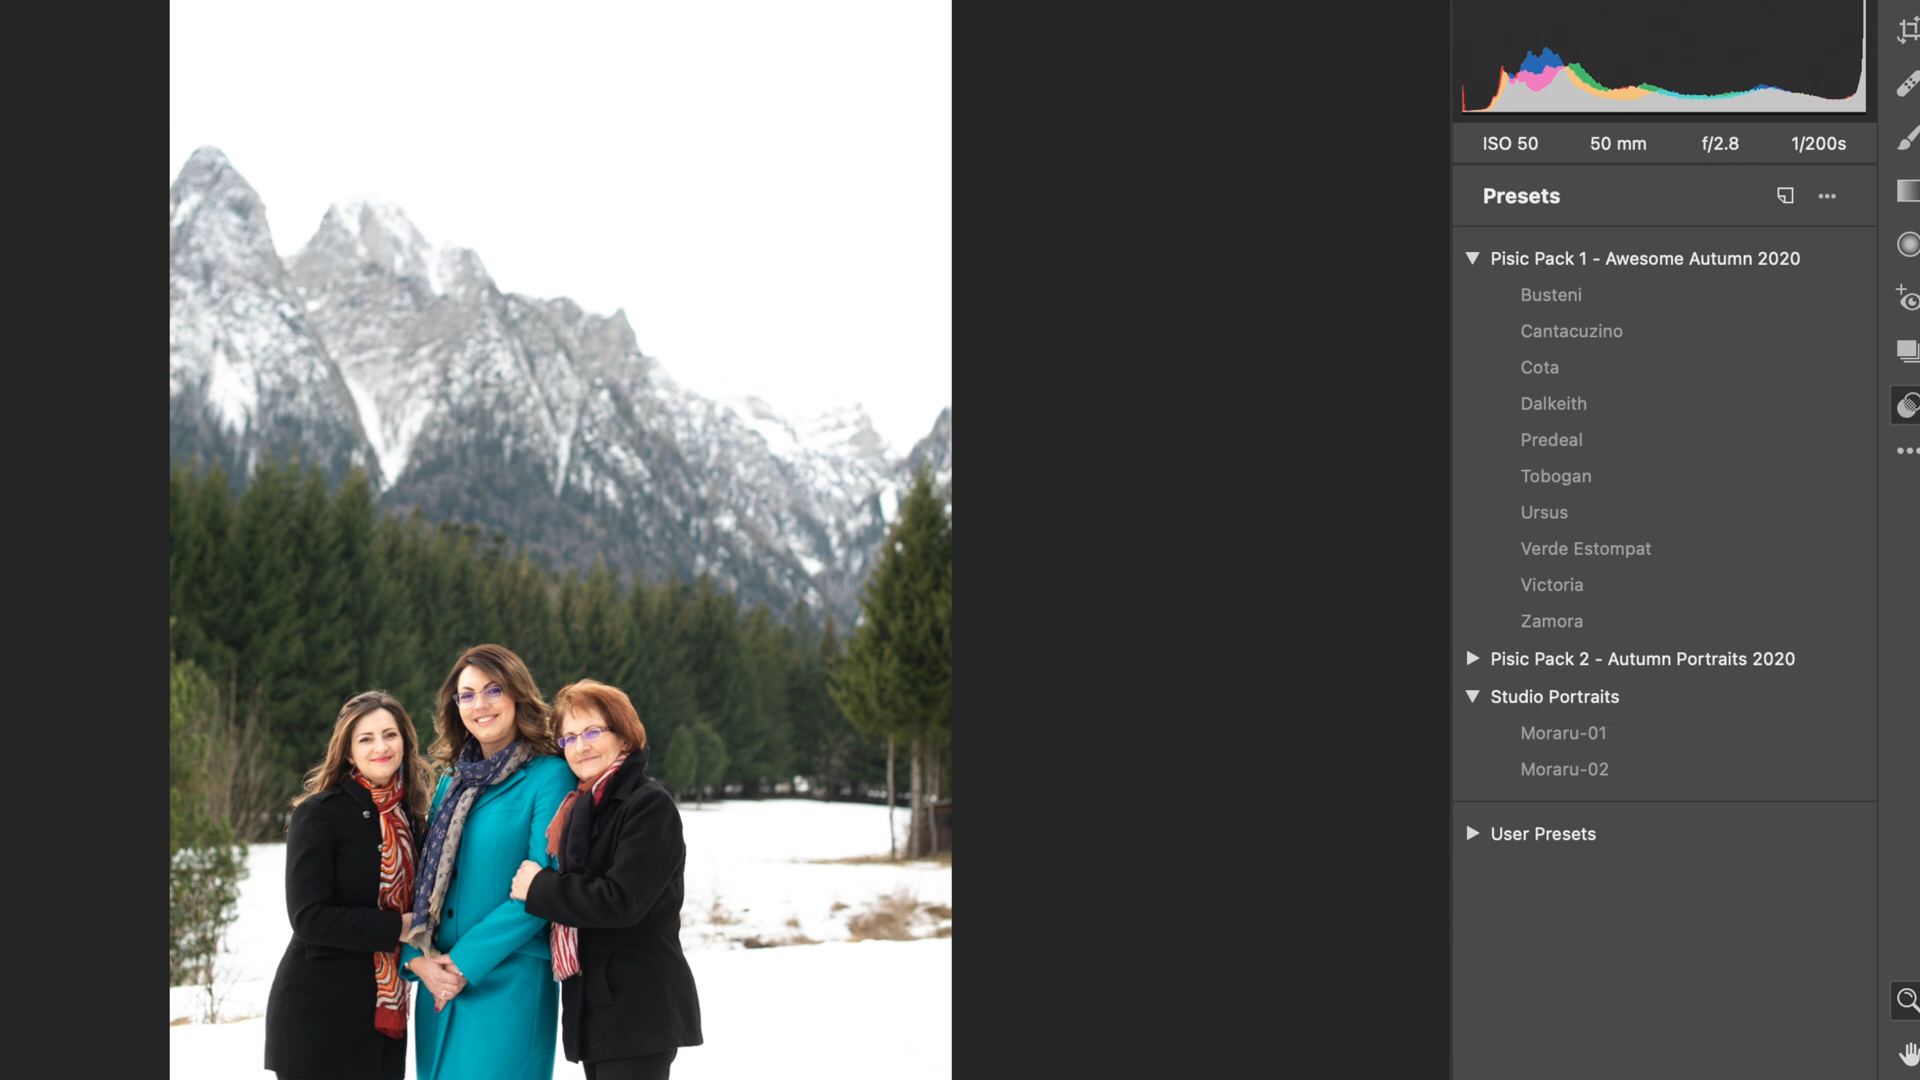 ISO 50 50 mm f/2.8 1/200s
Presets
Pisic Pack 1 - Awesome Autumn 2020
Busteni
Cantacuzino
Cota
Dalkeith
Predeal
Tobogan
Ursus
Verde Estompat
Victoria
Zamora
Pisic Pack 2 - Autumn Portraits 2020
Studio Portraits
Moraru-01
Moraru-02
User Presets